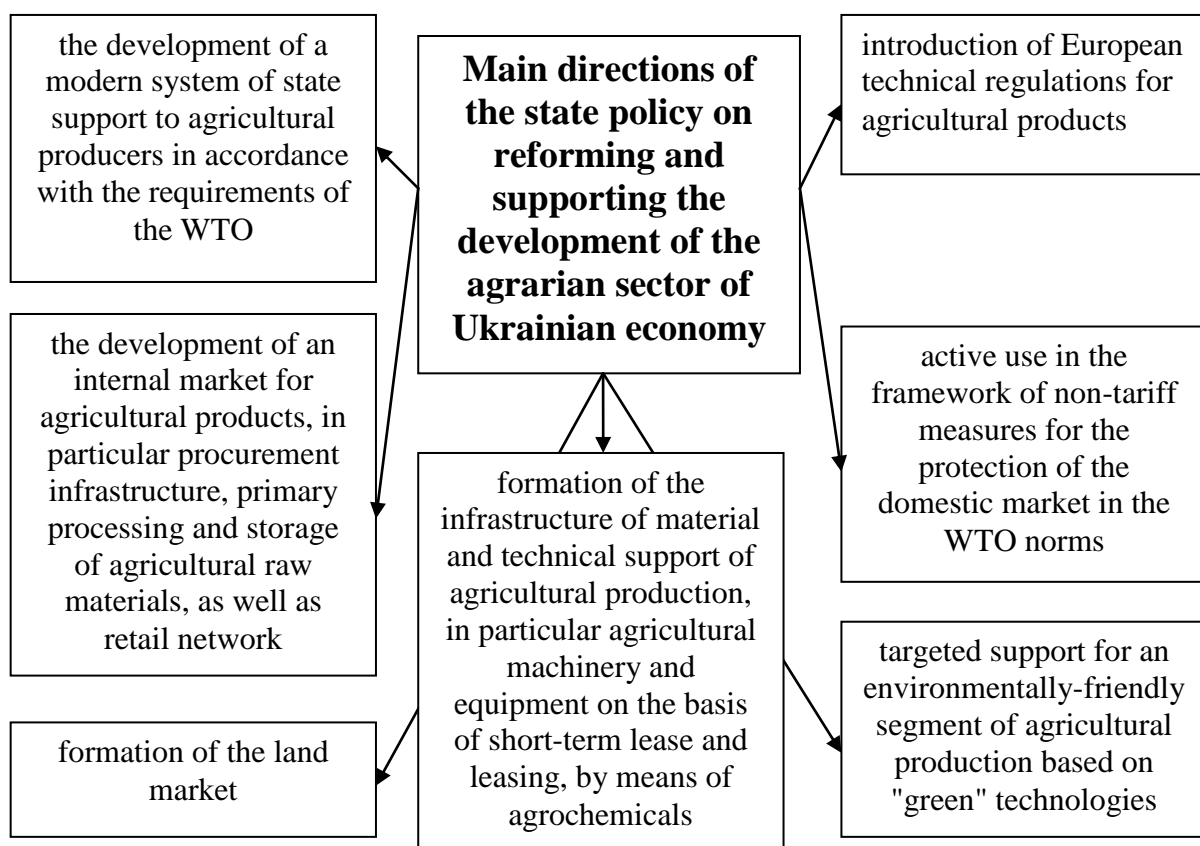 the development of a
modern system of state
support to agricultural
producers in accordance
with the requirements of
the WTO
Main directions of
the state policy on
reforming and
supporting the
development of the
agrarian sector of
Ukrainian economy
introduction of European
technical regulations for
agricultural products
the development of an
internal market for
agricultural products, in
particular procurement
infrastructure, primary
processing and storage
of agricultural raw
materials, as well as
retail network
active use in the
framework of non-tariff
measures for the
protection of the
domestic market in the
WTO norms
formation of the
infrastructure of material
and technical support of
agricultural production,
in particular agricultural
machinery and
equipment on the basis
of short-term lease and
leasing, by means of
agrochemicals
formation of the land
market
targeted support for an
environmentally-friendly
segment of agricultural
production based on
"green" technologies